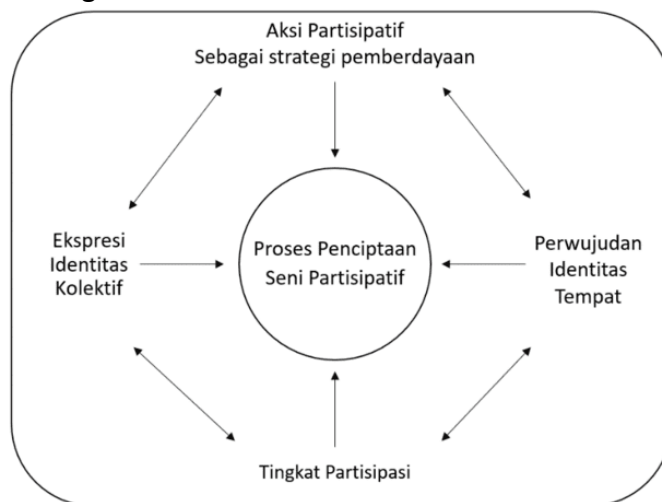 Aksi Partisipatif
Sebagai strategi pemberdayaan
Ekspresi
Identitas
Kolektif
Proses Penciptaan
Seni Partisipatif
Perwujudan
Identitas
Tempat
Tingkat Partisipasi